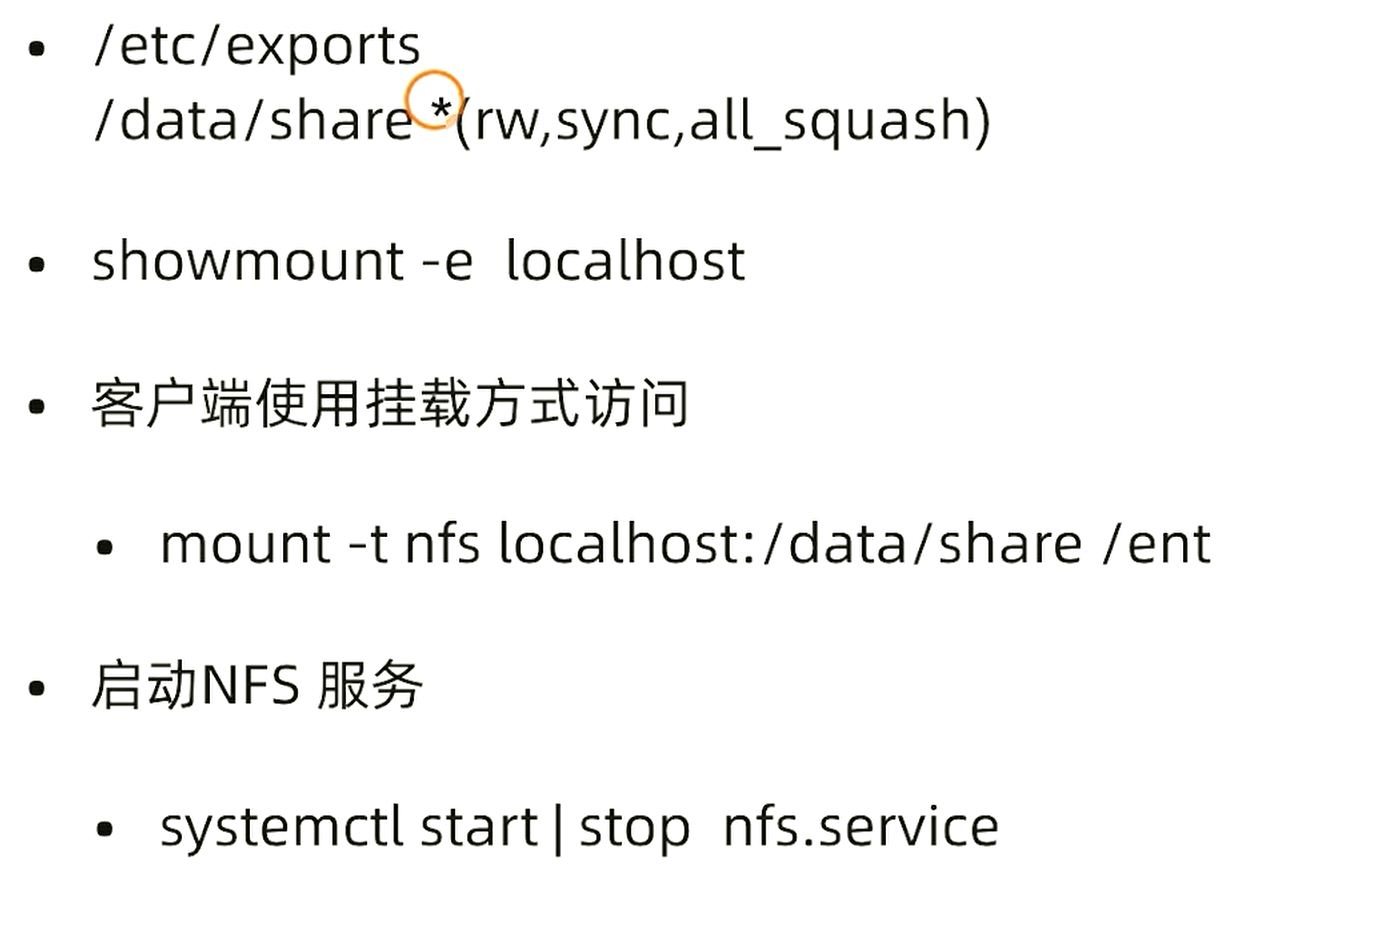 • /etc/exports
/data/share *(rw,sync,all_squash)
• showmount -e  localhost
• 客户端使用挂载方式访问
• mount -t nfs localhost:/data/share /ent
• 启动NFS 服务
• systemctl start | stop  nfs.service